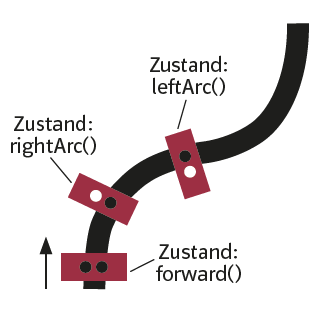 Zustand:
leftArc()
Zustand:
rightArc()
Zustand:
forward()